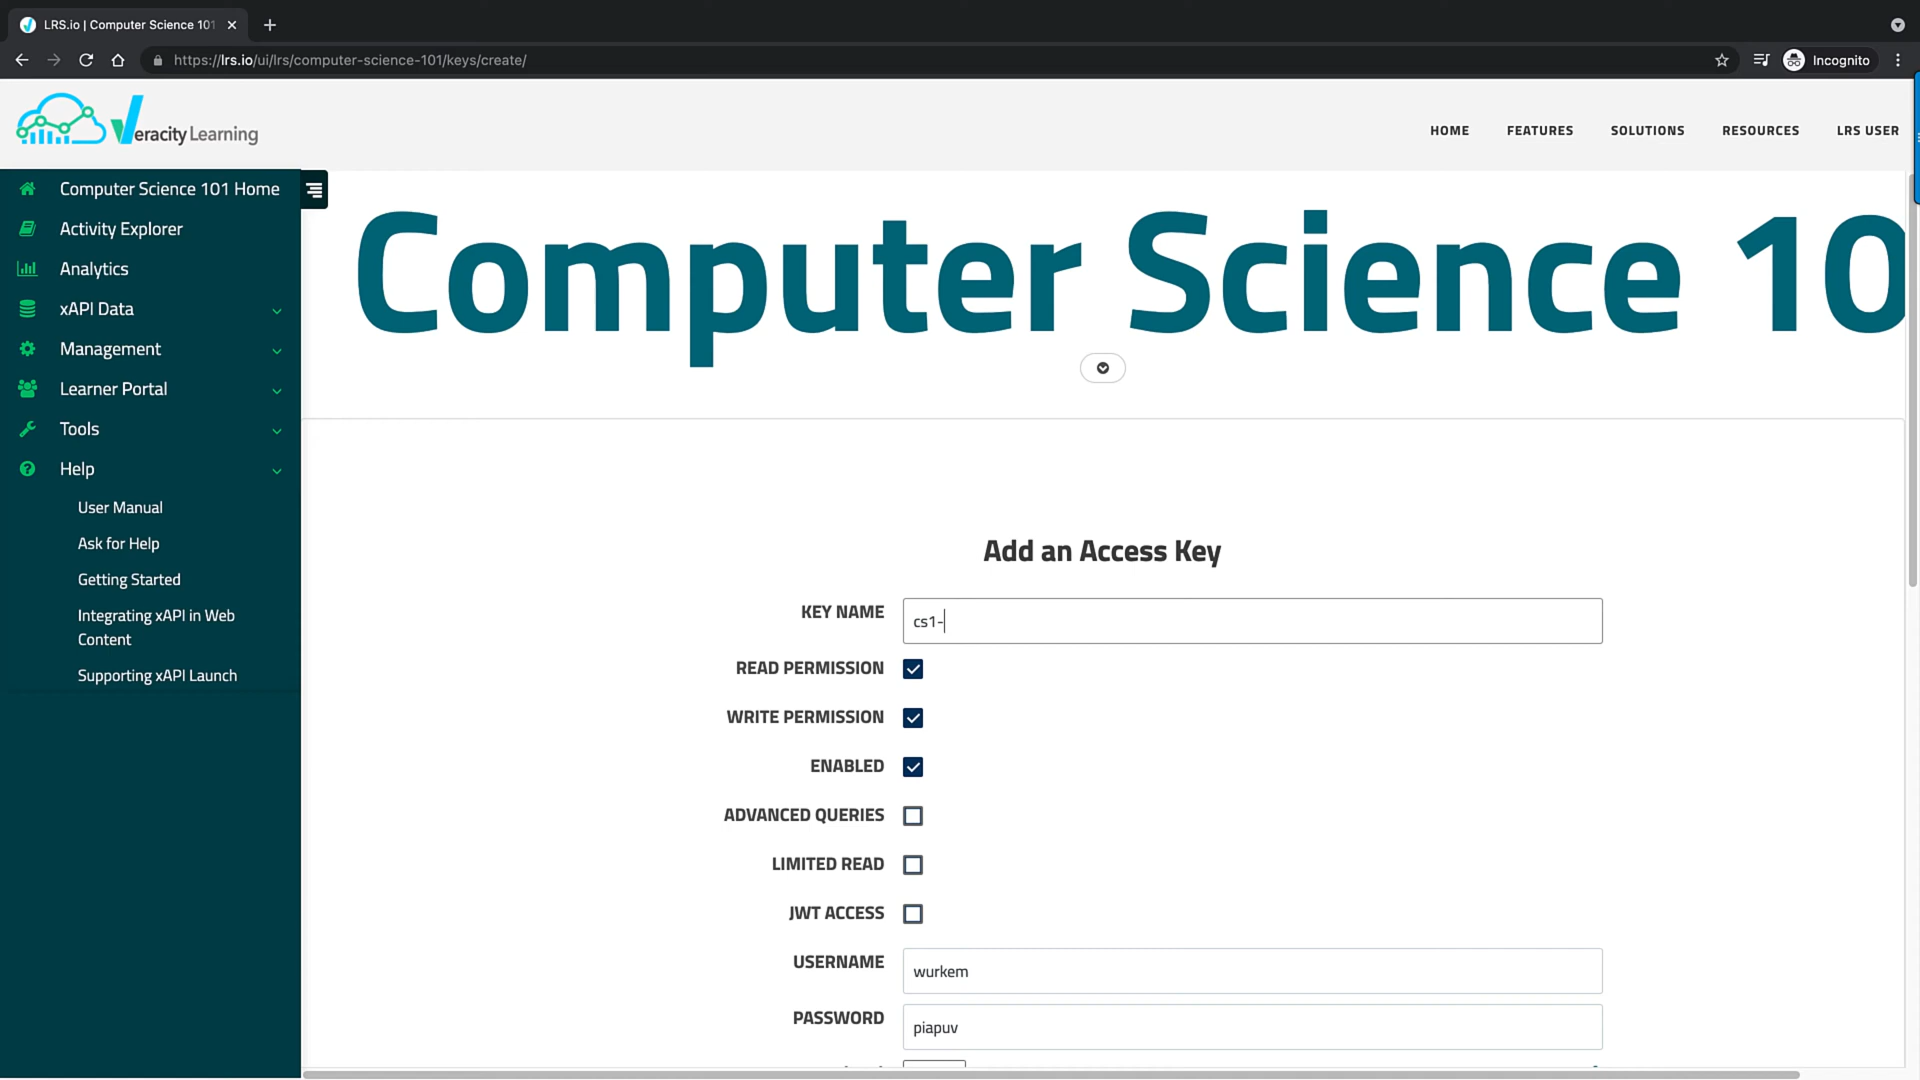 LRS.io | Computer Science 101
https://lrs.io/ui/lrs/computer-science-101/keys/create/
Incognito
Veracity Learning
HOME
FEATURES
SOLUTIONS
RESOURCES
LRS USER
Computer Science 101 Home
Activity Explorer
Analytics
xAPI Data
Management
Learner Portal
Tools
Help
User Manual
Ask for Help
Getting Started
Integrating xAPI in Web
Content
Supporting xAPI Launch
Computer Science 10
Add an Access Key
KEY NAME
cs1-
READ PERMISSION
WRITE PERMISSION
ENABLED
ADVANCED QUERIES
LIMITED READ
JWT ACCESS
USERNAME
wurkem
PASSWORD
piapuv